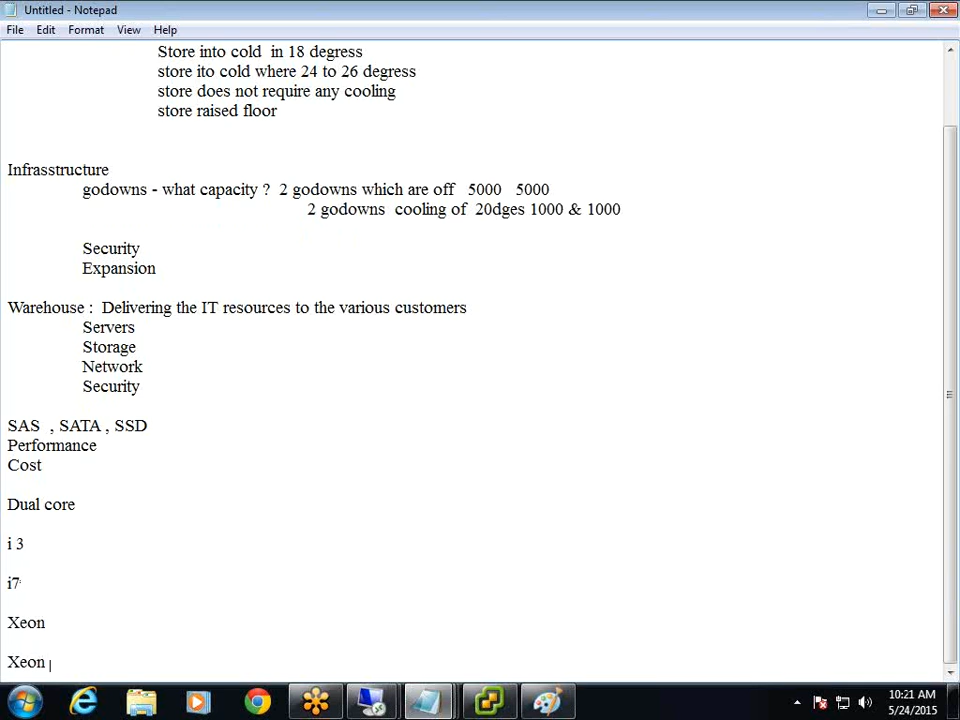 Untitled - Notepad
File Edit Format View Help
Store into cold  in 18 degress
store ito cold where 24 to 26 degress
store does not require any cooling
store raised floor
Infrasstructure
godowns - what capacity ?  2 godowns which are off   5000   5000
2 godowns  cooling of  20dges 1000 & 1000
Security
Expansion
Warehouse :  Delivering the IT resources to the various customers
Servers
Storage
Network
Security
SAS  , SATA , SSD
Performance
Cost
Dual core
i 3
i7
Xeon
Xeon
10:21 AM
5/24/2015